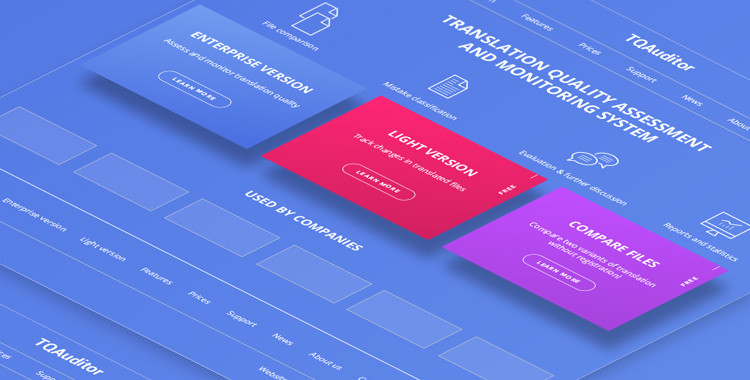 Features
Prices
Support
News
About
TQAuditor
TRANSLATION QUALITY ASSESSMENT
AND MONITORING SYSTEM
File comparison
Mistake classification
Evaluation & further discussion
Reports and statistics
ENTERPRISE VERSION
Assess and monitor translation quality
LEARN MORE
LIGHT VERSION
Track changes in translated files
LEARN MORE
FREE
COMPARE FILES
Compare two variants of translation
without registration!
LEARN MORE
FREE
USED BY COMPANIES
Enterprise version
Light version
Features
Prices
Support
News
About us
TQAuditor